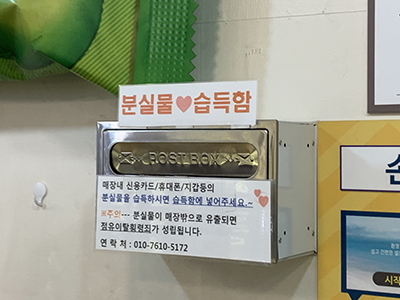 분실물♥습득함
POST BOX
매장내 신용카드/휴대폰/지갑등의
분실물을 습득하시면 습득함에 넣어주세요.~
※주의--- 분실물이 매장밖으로 유출되면
점유이탈횡령죄가 성립됩니다.
연 락 처 : 010-7610-5172
손
시작